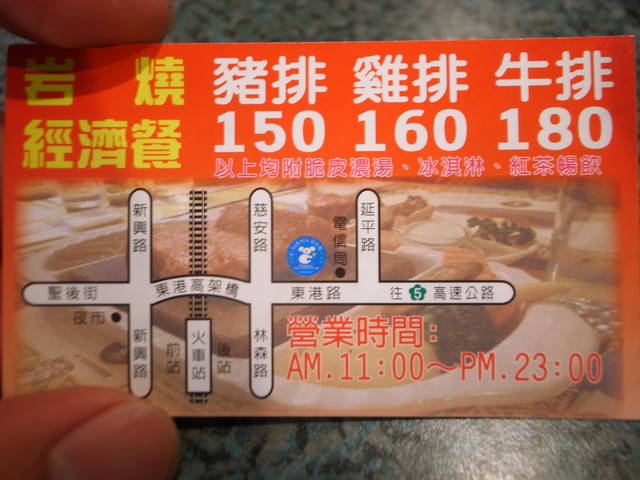 岩燒 豬排 雞排 牛排
經濟餐 150 160 180
以上均附脆皮濃湯、冰淇淋、紅茶暢飲
新興路
慈安路
電信局
延平路
聖後街
東港高架橋
東港路
往5高速公路
夜市
新興路
前站
火車站
後站
林森路
營業時間:
AM.11:00~PM.23:00